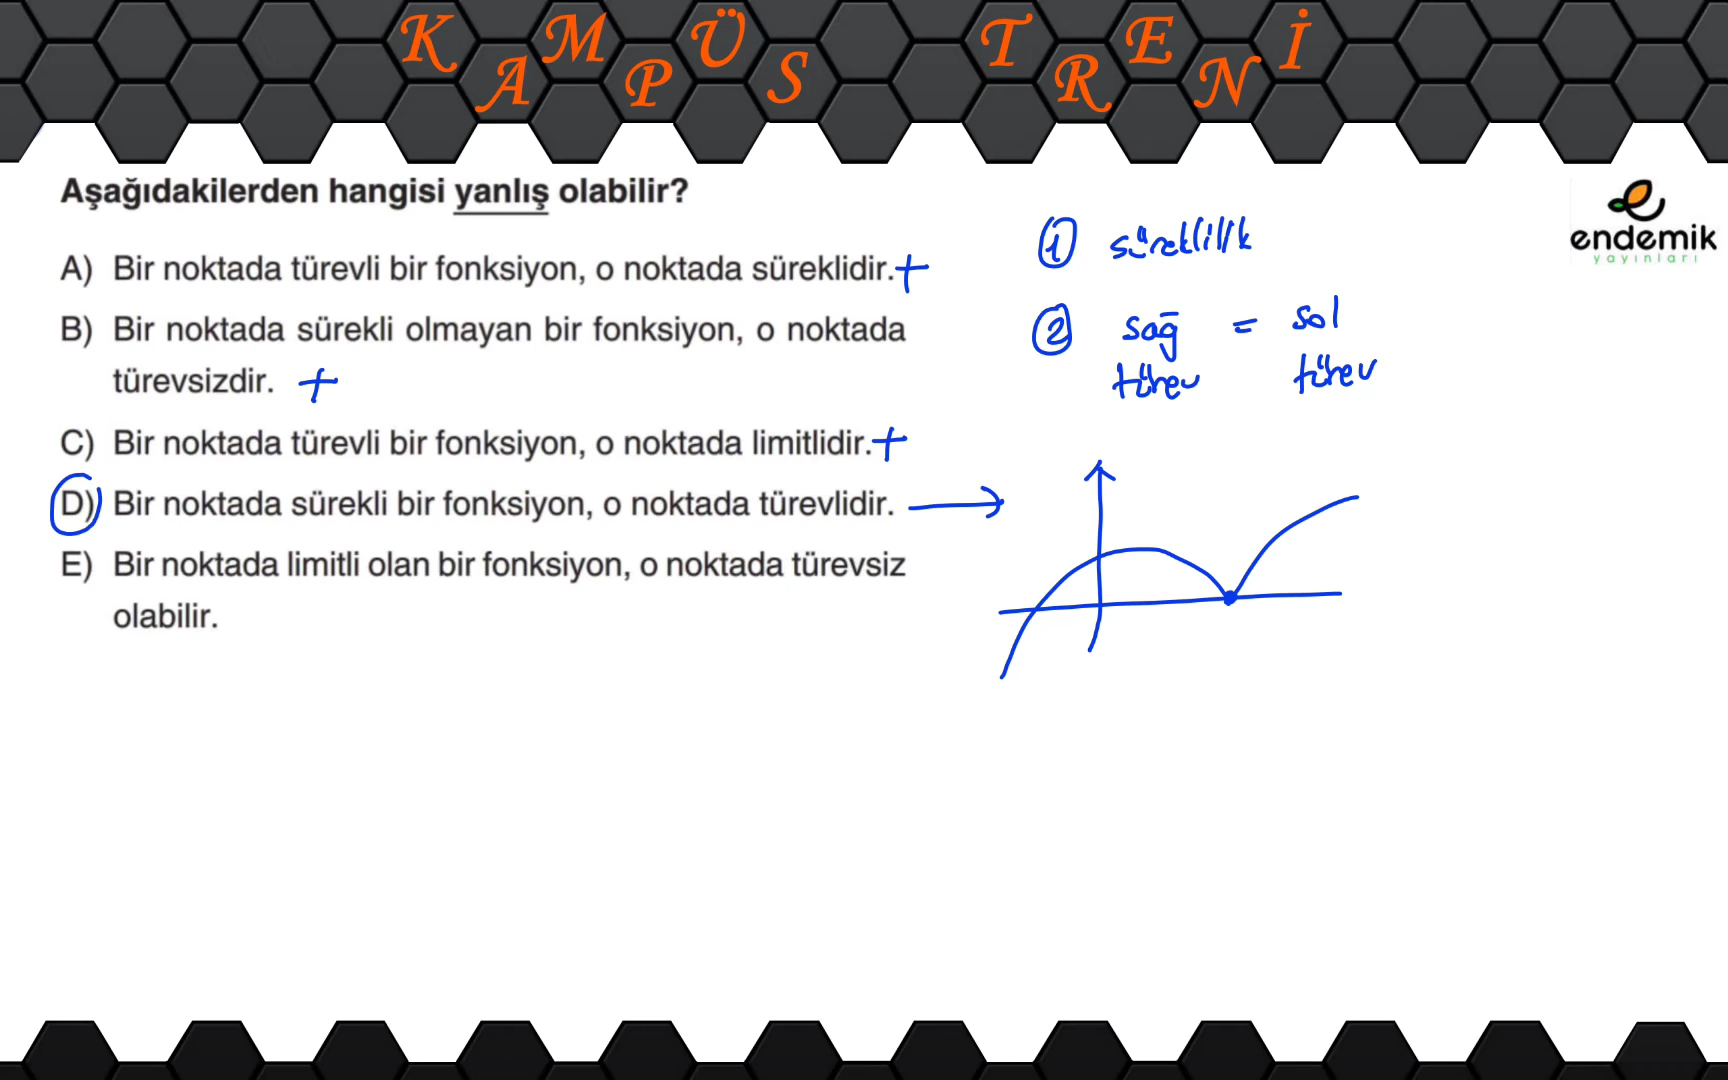 KAMPÜS TRENİ
Aşağıdakilerden hangisi yanlış olabilir?
endemik
yayınları
A) Bir noktada türevli bir fonksiyon, o noktada süreklidir.+
B) Bir noktada sürekli olmayan bir fonksiyon, o noktada
türevsizdir. +
C) Bir noktada türevli bir fonksiyon, o noktada limitlidir.+
D) Bir noktada sürekli bir fonksiyon, o noktada türevlidir.
E) Bir noktada limitli olan bir fonksiyon, o noktada türevsiz
olabilir.
1 süreklilik
2 sağ = sol
türev türev